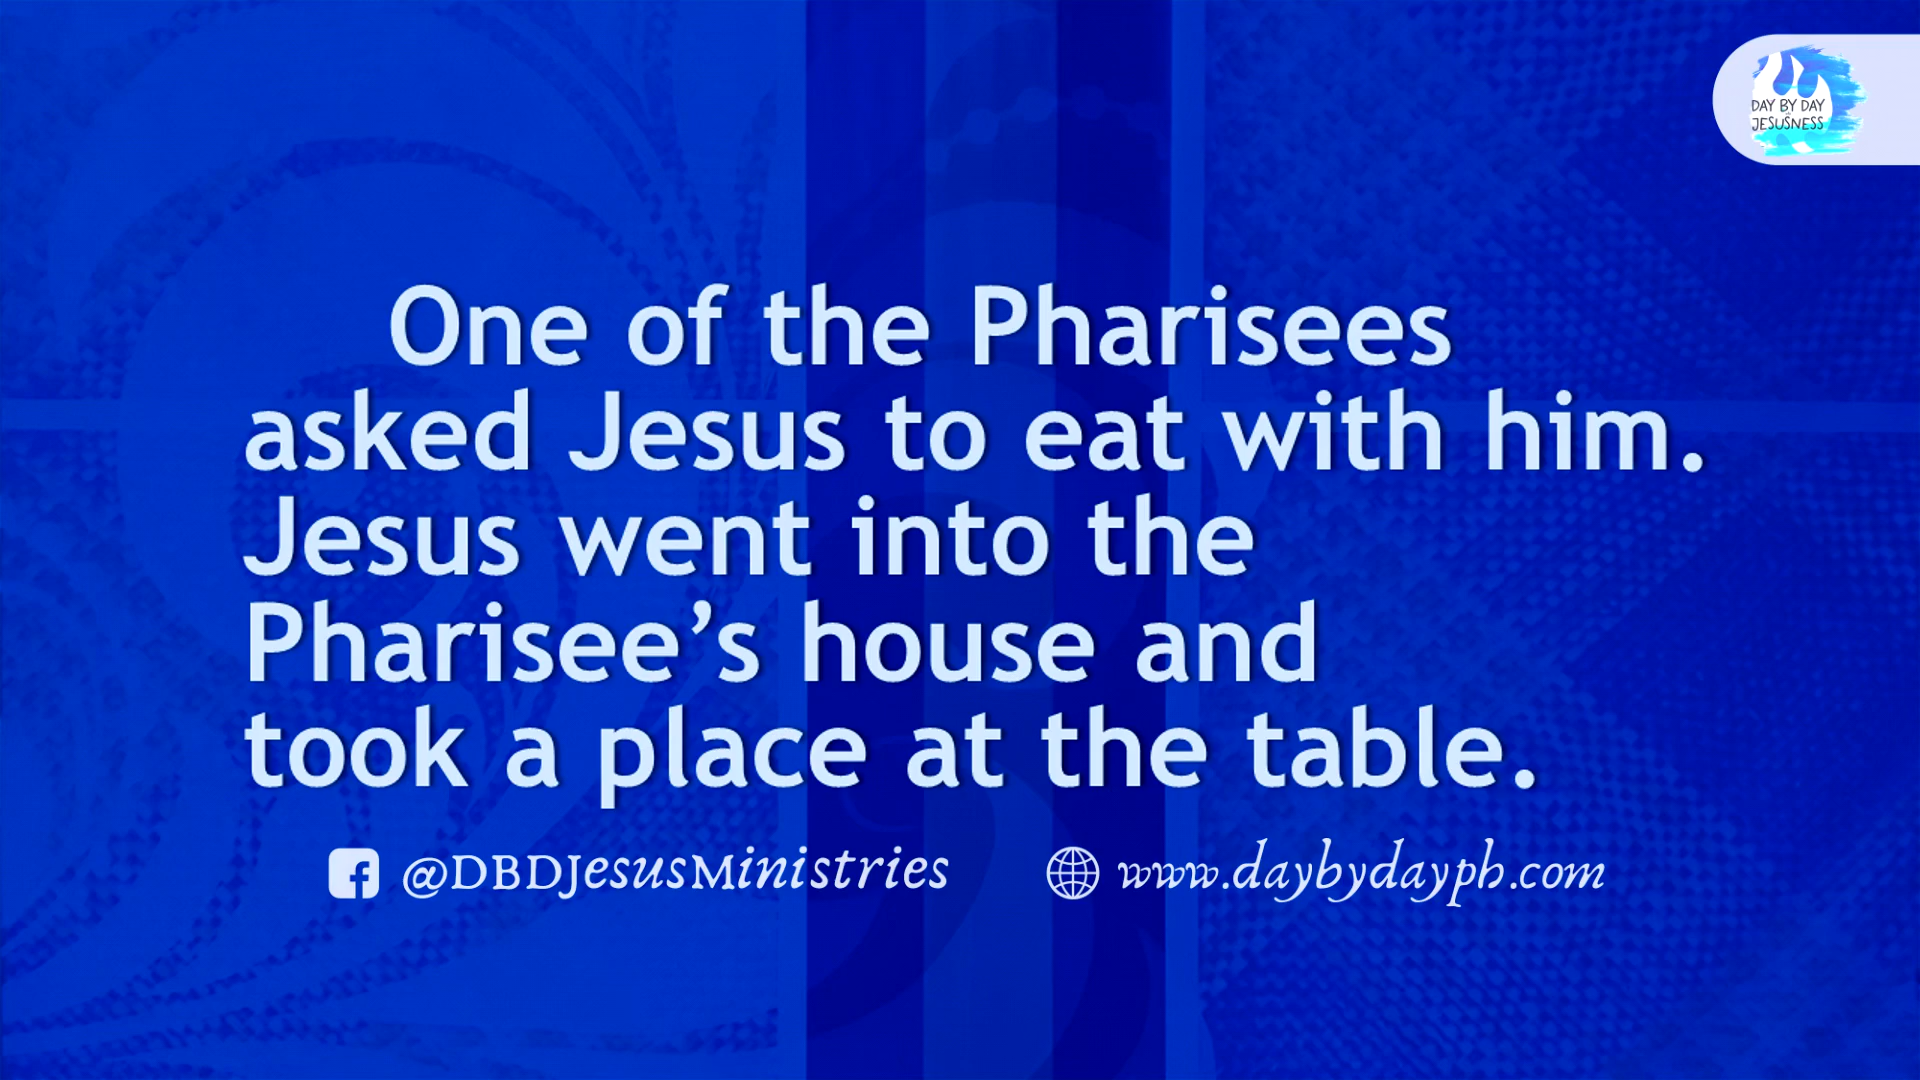 DAY BY DAY
JESUSNESS
One of the Pharisees
asked Jesus to eat with him.
Jesus went into the
Pharisee’s house and
took a place at the table.
@DBDJesusMinistries
www.daybydayph.com